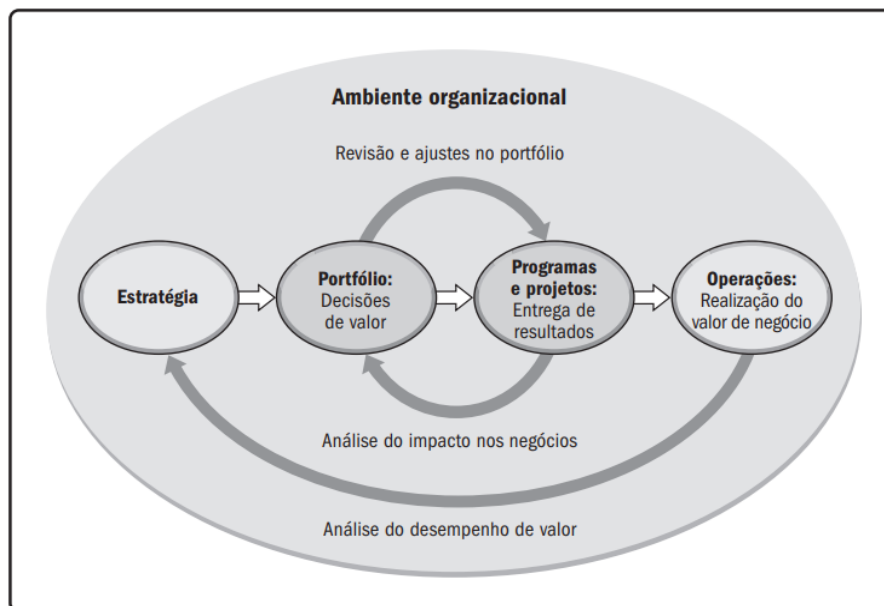 Ambiente organizacional
Revisão e ajustes no portfólio
Estratégia
Portfólio:
Decisões
de valor
Programas
e projetos:
Entrega de
resultados
Operações:
Realização do
valor de negócio
Análise do impacto nos negócios
Análise do desempenho de valor